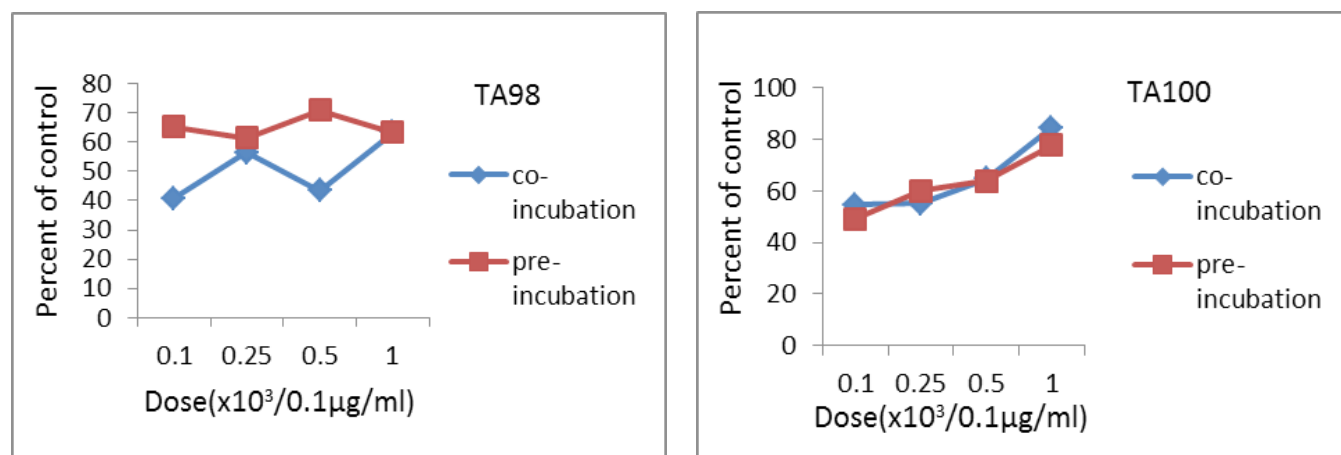 TA98
Percent of control
80
70
60
50
40
30
20
10
0
0.1 0.25 0.5 1
Dose(x10³/0.1µg/ml)
co-
incubation
pre-
incubation
TA100
Percent of control
100
80
60
40
20
0
0.1 0.25 0.5 1
Dose(x10³/0.1µg/ml)
co-
incubation
pre-
incubation